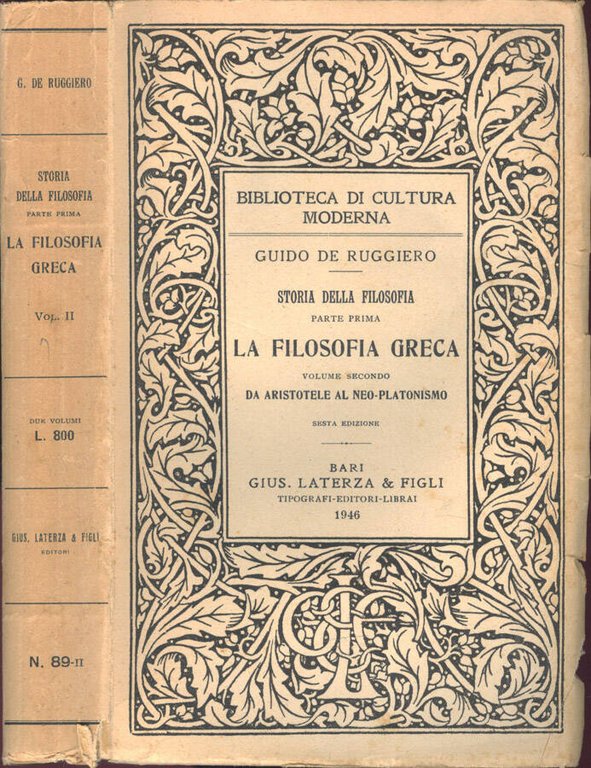 G. DE RUGGIERO
STORIA
DELLA FILOSOFIA
PARTE PRIMA
LA FILOSOFIA
GRECA
VOL. II
DUE VOLUMI
L. 800
GIUS. LATERZA & FIGLI
EDITORI
N. 89-II
BIBLIOTECA DI CULTURA
MODERNA
GUIDO DE RUGGIERO
STORIA DELLA FILOSOFIA
PARTE PRIMA
LA FILOSOFIA GRECA
VOLUME SECONDO
DA ARISTOTELE AL NEO-PLATONISMO
SESTA EDIZIONE
BARI
GIUS. LATERZA & FIGLI
TIPOGRAFI-EDITORI-LIBRAI
1946